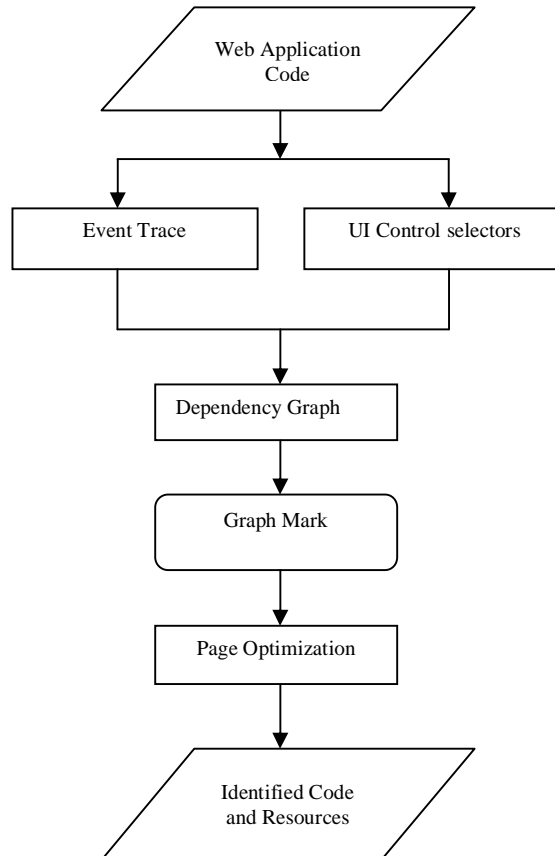 Web Application
Code
Event Trace
UI Control selectors
Dependency Graph
Graph Mark
Page Optimization
Identified Code
and Resources